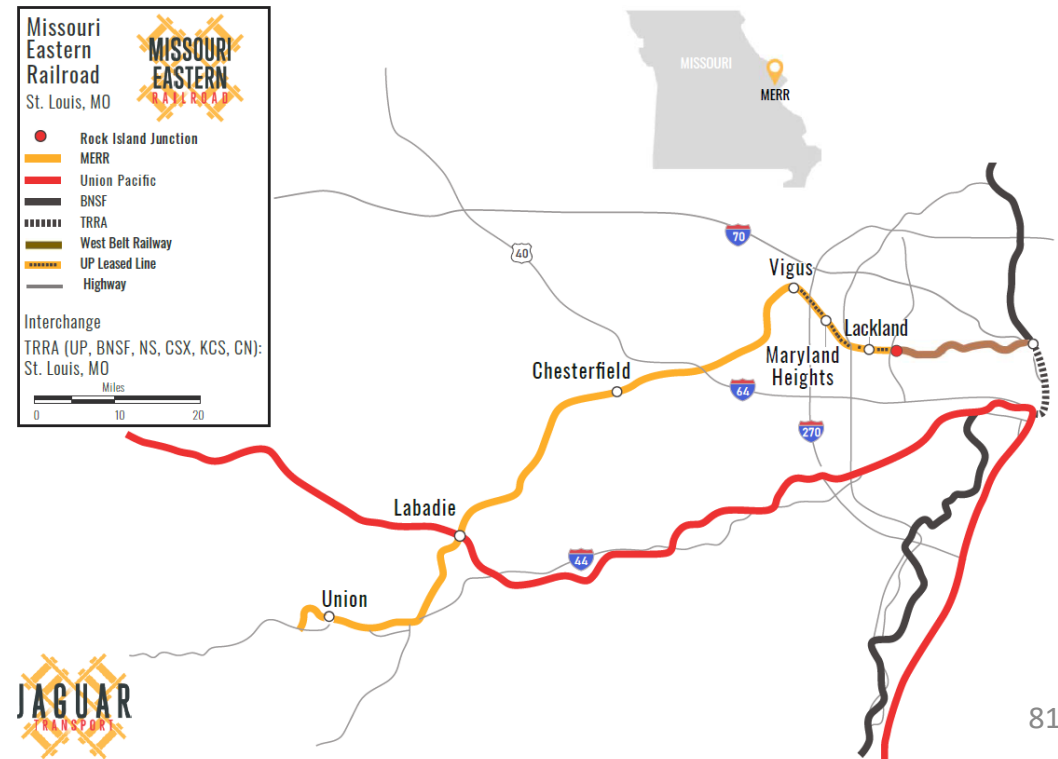 Missouri
Eastern
Railroad
St. Louis, MO
MISSOURI
EASTERN
RAILROAD
Rock Island Junction
MERR
Union Pacific
BNSF
TRRA
West Belt Railway
UP Leased Line
Highway
Interchange
TRRA (UP, BNSF, NS, CSX, KCS, CN):
St. Louis, MO
Miles
0 10 20
MISSOURI
MERR
70
40
Vigus
Lackland
Maryland
Heights
Chesterfield
64
270
Labadie
44
Union
JAGUAR
TRANSPORT
81